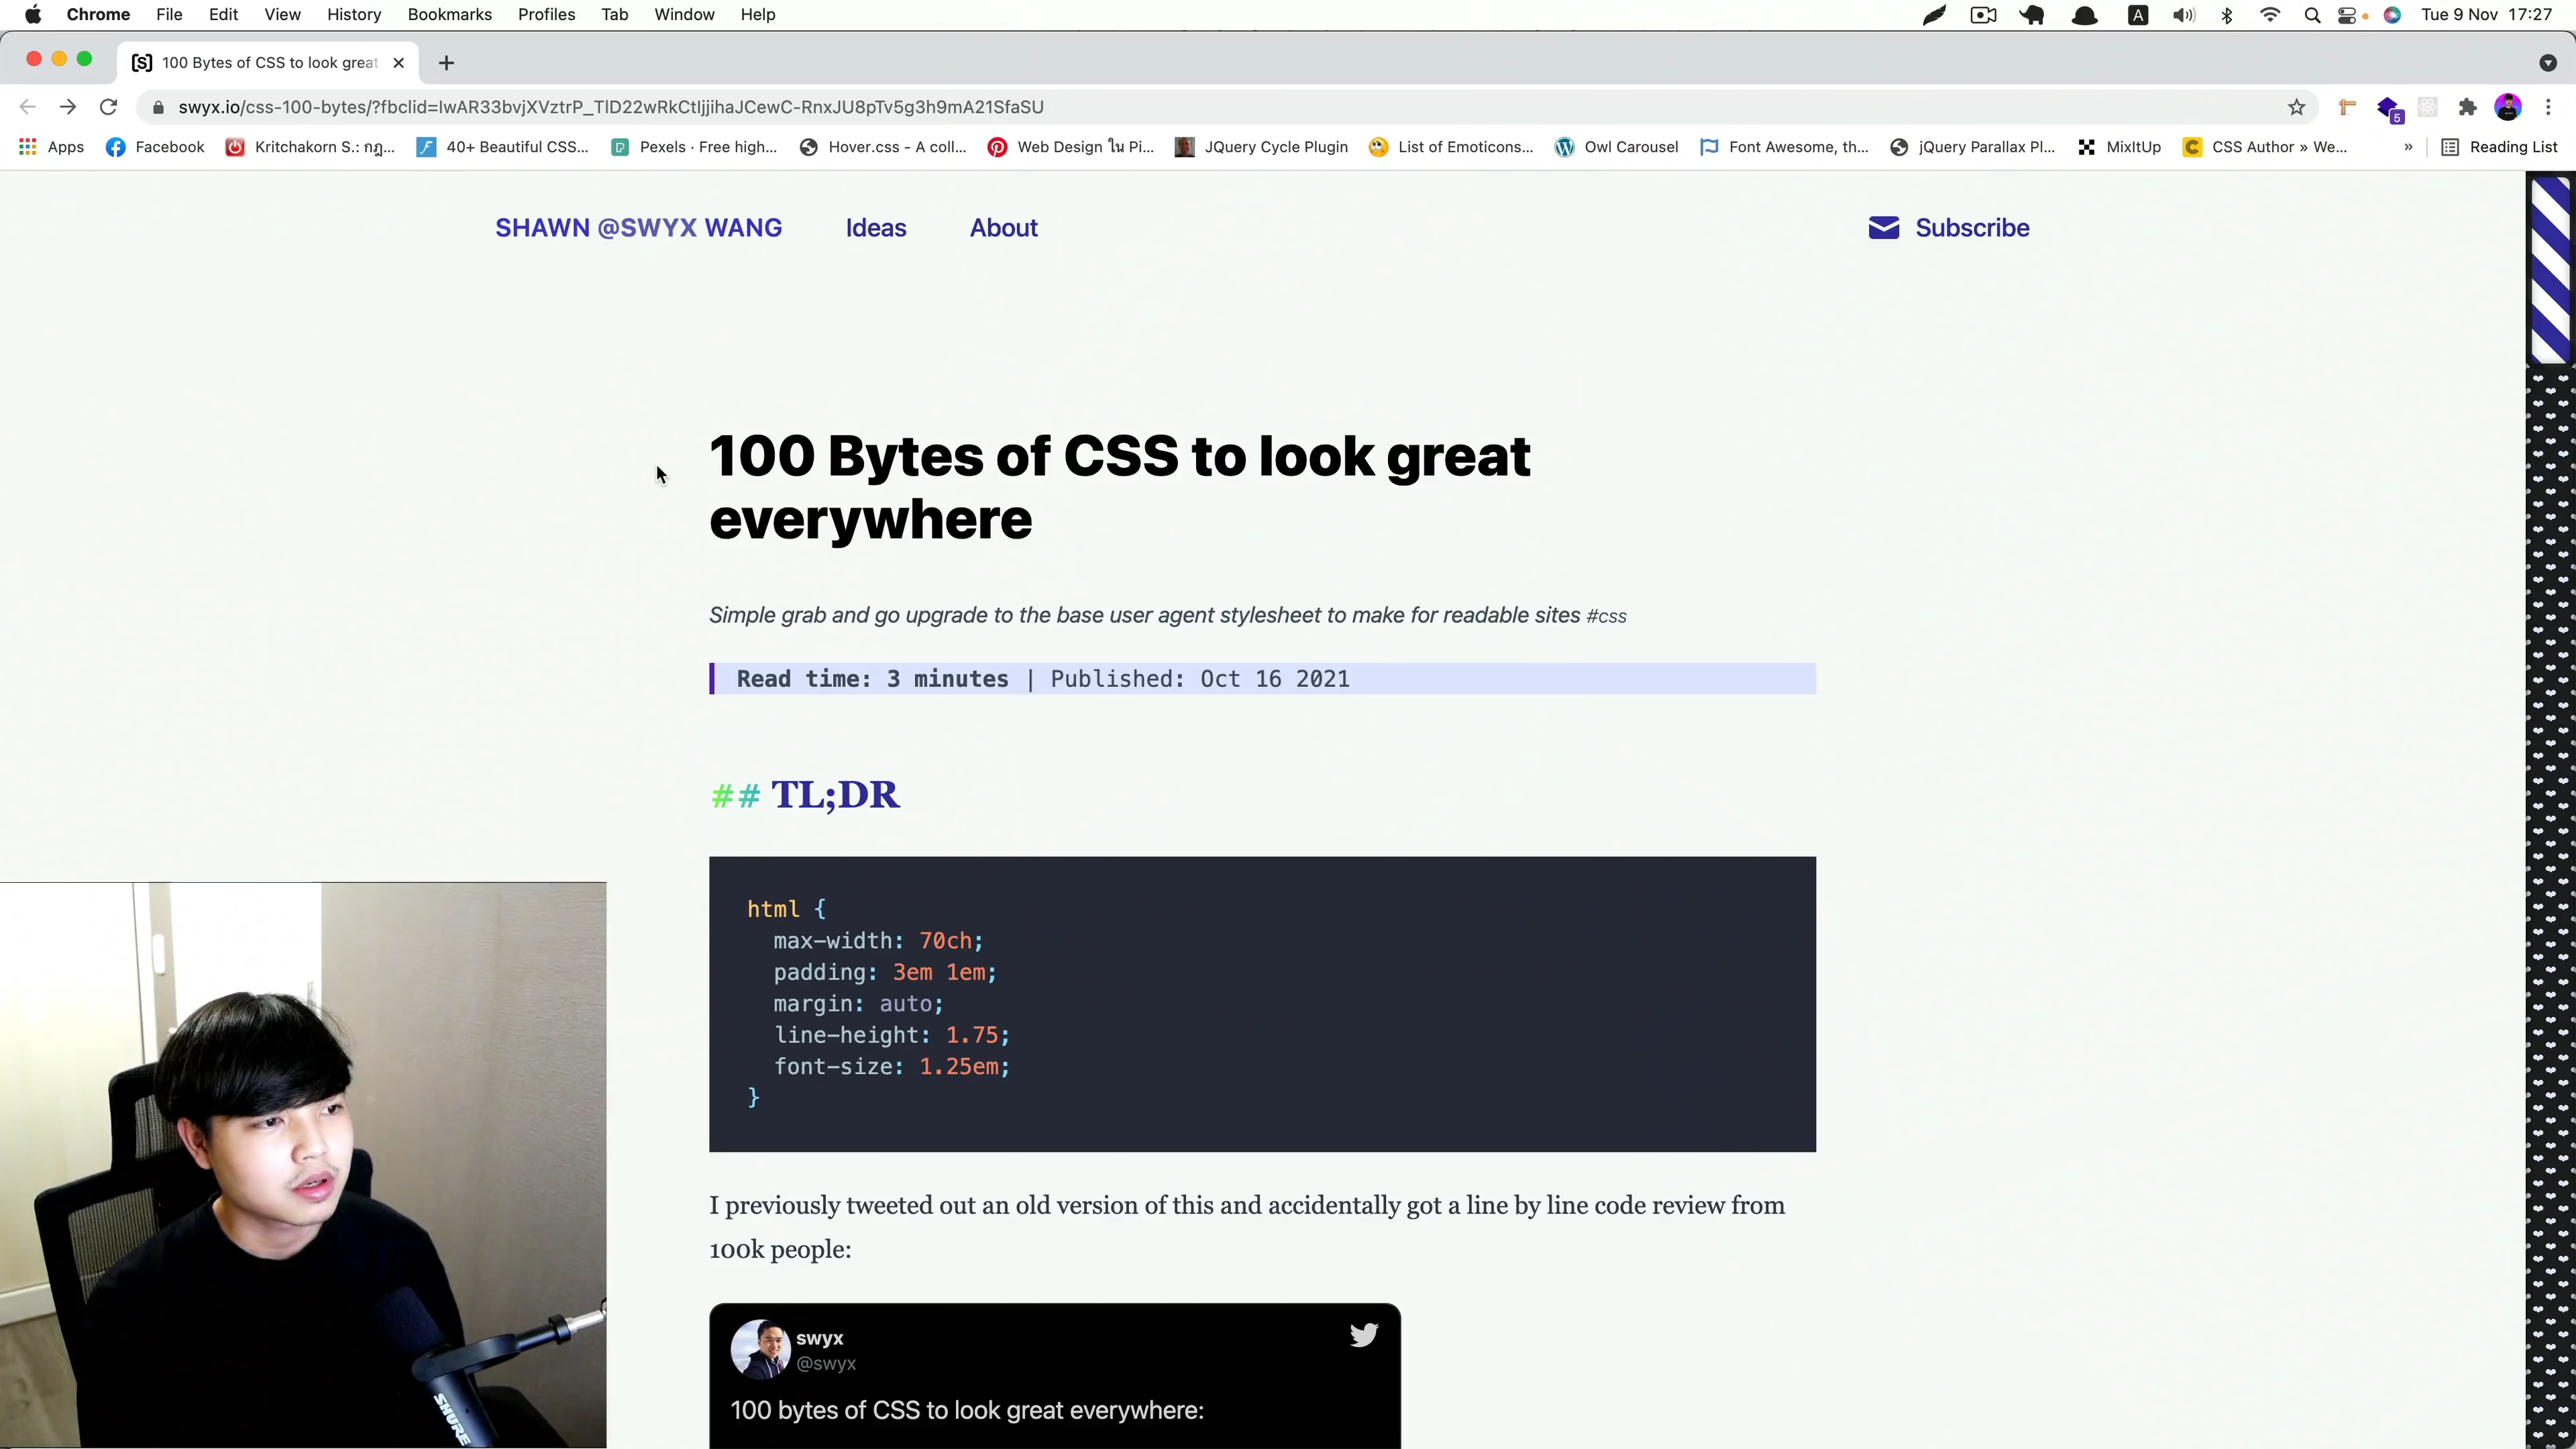 Chrome File Edit View History Bookmarks Profiles Tab Window Help
A Tue 9 Nov 17:27
[S] 100 Bytes of CSS to look great
swyx.io/css-100-bytes/?fbclid=IwAR33bvjXVztrP_TlD22wRkCtljjihaJCewC-RnxJU8pTv5g3h9mA21SfaSU
5
Apps Facebook Kritchakorn S.: กฎ... 40+ Beautiful CSS... Pexels · Free high... Hover.css - A coll... Web Design ใน Pi... JQuery Cycle Plugin List of Emoticons... Owl Carousel Font Awesome, th... jQuery Parallax Pl... MixItUp CSS Author » We... » Reading List
SHAWN @SWYX WANG Ideas About Subscribe
100 Bytes of CSS to look great
everywhere
Simple grab and go upgrade to the base user agent stylesheet to make for readable sites #css
Read time: 3 minutes | Published: Oct 16 2021
## TL;DR
html {
max-width: 70ch;
padding: 3em 1em;
margin: auto;
line-height: 1.75;
font-size: 1.25em;
}
I previously tweeted out an old version of this and accidentally got a line by line code review from
100k people:
swyx
@swyx
100 bytes of CSS to look great everywhere:
SHURE